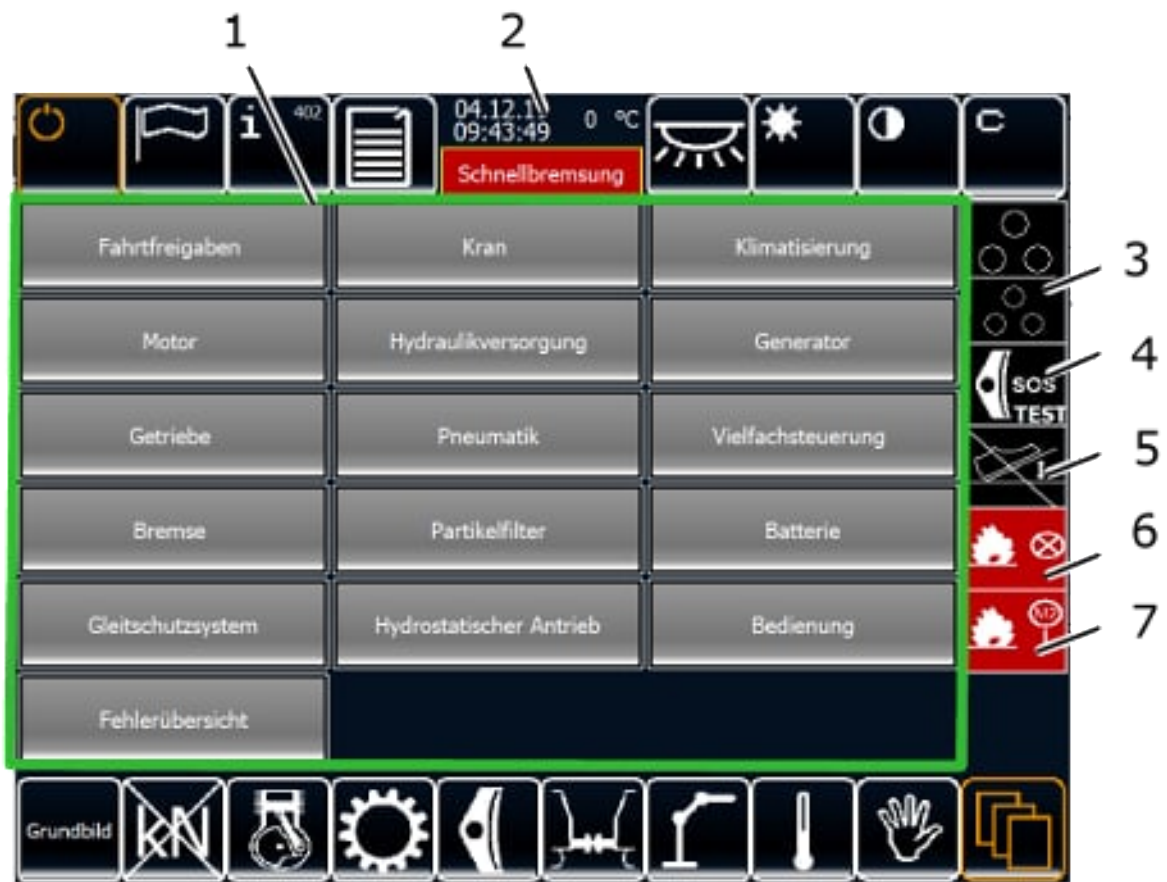 1 2
i 402
04.12.1
09:43:49 0 ºC
C
Schnellbremsung
Fahrtfreigaben Kran Klimatisierung
3
Motor Hydraulikversorgung Generator
SOS 4
TEST
Getriebe Pneumatik Vielfachsteuerung
5
Bremse Partikelfilter Batterie
6
Gleitschutzsystem Hydrostatischer Antrieb Bedienung
7
Fehlerübersicht
Grundbild kN